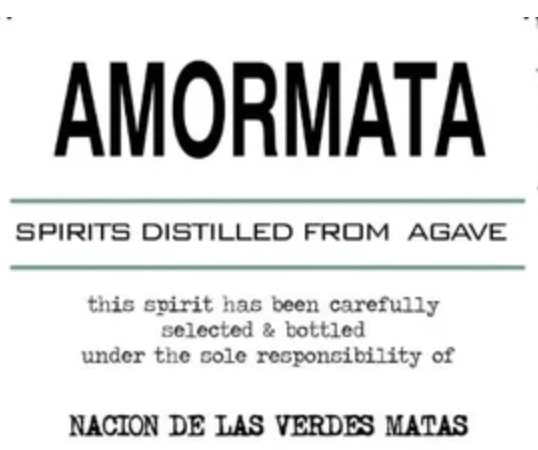 AMORMATA
SPIRITS DISTILLED FROM AGAVE
this spirit has been carefully
selected & bottled
under the sole responsibility of
NACION DE LAS VERDES MATAS